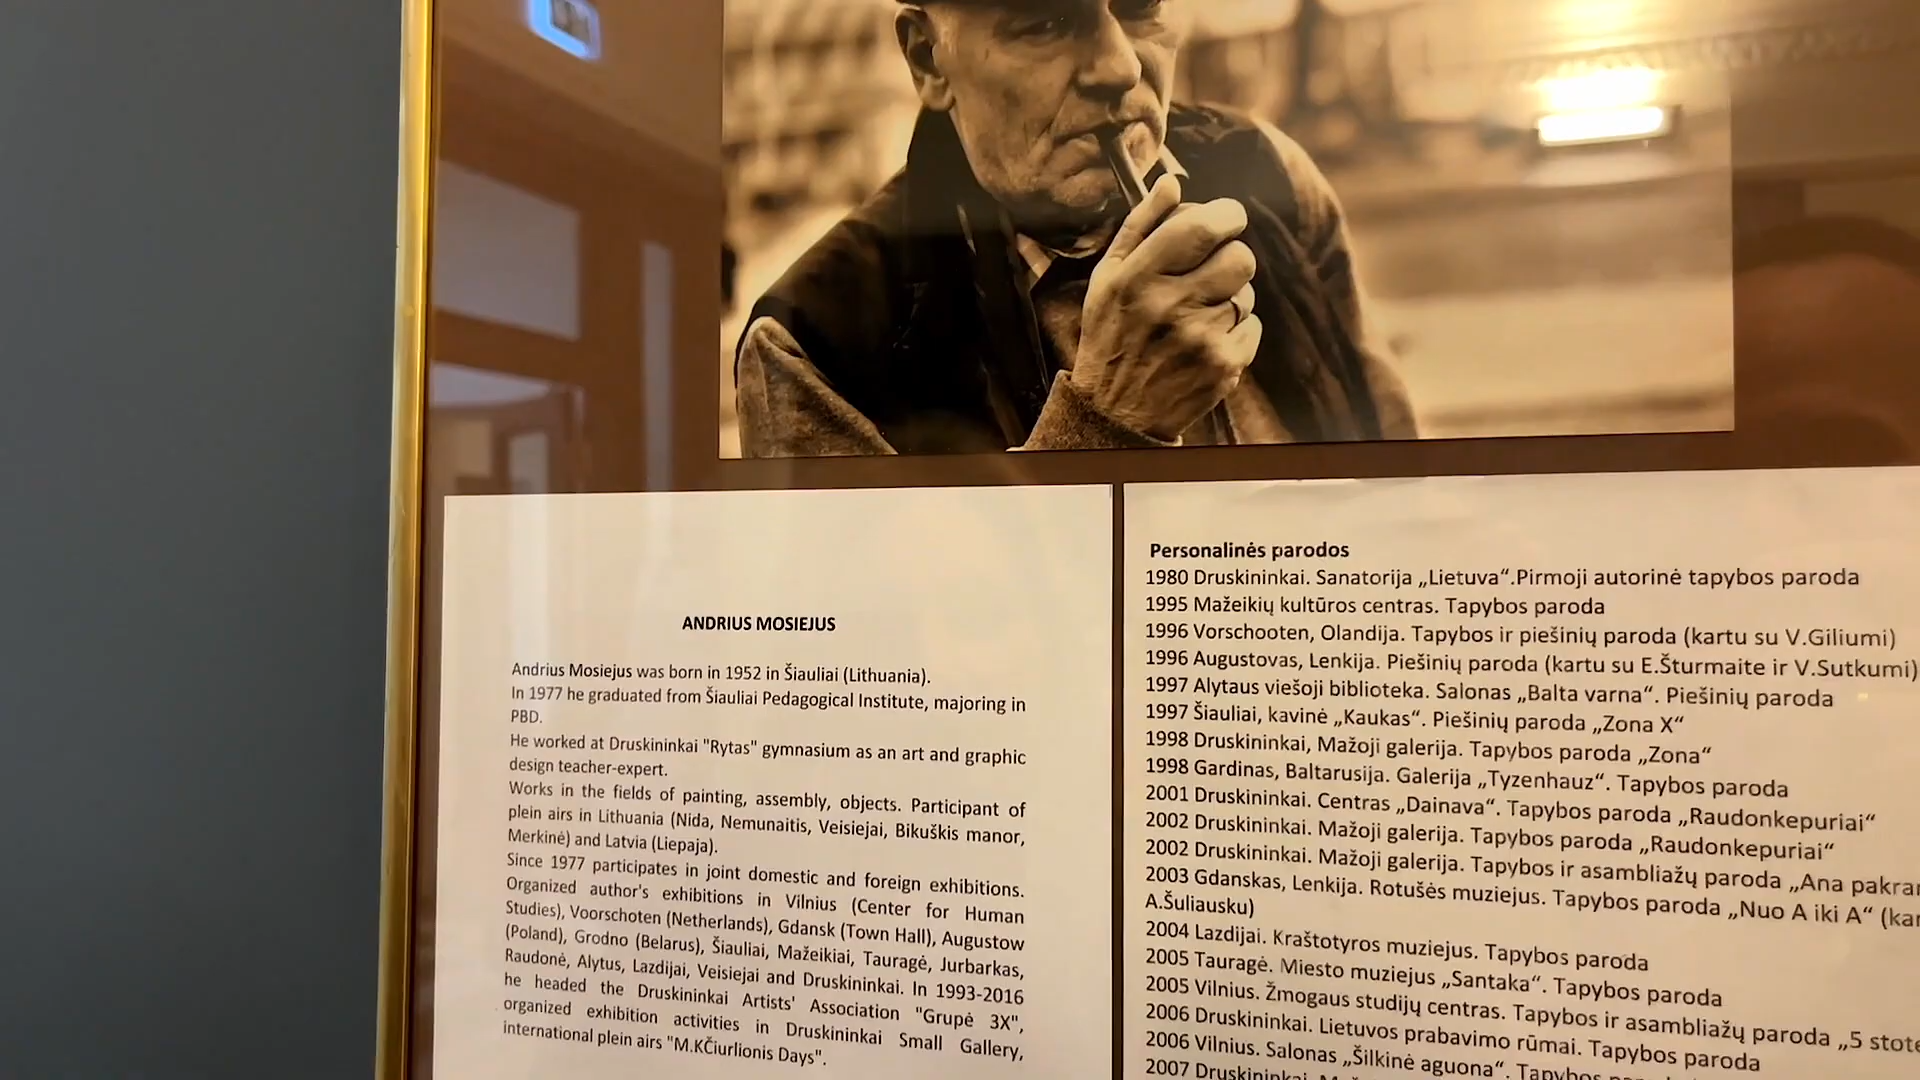 ANDRIUS MOSIEJUS
Andrius Mosiejus was born in 1952 in Šiauliai (Lithuania).
In 1977 he graduated from Šiauliai Pedagogical Institute, majoring in
PBD.
He worked at Druskininkai "Rytas" gymnasium as an art and graphic
design teacher-expert.
Works in the fields of painting, assembly, objects. Participant of
plein airs in Lithuania (Nida, Nemunaitis, Veisiejai, Bikuškis manor,
Merkinė) and Latvia (Liepaja).
Since 1977 participates in joint domestic and foreign exhibitions.
Organized author's exhibitions in Vilnius (Center for Human
Studies), Voorschoten (Netherlands), Gdansk (Town Hall), Augustow
(Poland), Grodno (Belarus), Šiauliai, Mažeikiai, Tauragė, Jurbarkas,
Raudonė, Alytus, Lazdijai, Veisiejai and Druskininkai. In 1993-2016
he headed the Druskininkai Artists' Association "Grupė 3X",
organized exhibition activities in Druskininkai Small Gallery,
international plein airs "M.KČiurlionis Days".
Personalinės parodos
1980 Druskininkai. Sanatorija „Lietuva“.Pirmoji autorinė tapybos paroda
1995 Mažeikių kultūros centras. Tapybos paroda
1996 Vorschooten, Olandija. Tapybos ir piešinių paroda (kartu su V.Giliumi)
1996 Augustovas, Lenkija. Piešinių paroda (kartu su E.Šturmaite ir V.Sutkumi)
1997 Alytaus viešoji biblioteka. Salonas „Balta varna“. Piešinių paroda
1997 Šiauliai, kavinė „Kaukas“. Piešinių paroda „Zona X“
1998 Druskininkai, Mažoji galerija. Tapybos paroda „Zona“
1998 Gardinas, Baltarusija. Galerija „Tyzenhauz“. Tapybos paroda
2001 Druskininkai. Centras „Dainava“. Tapybos paroda „Raudonkepuriai“
2002 Druskininkai. Mažoji galerija. Tapybos paroda „Raudonkepuriai“
2002 Druskininkai. Mažoji galerija. Tapybos ir asambliažų paroda „Ana
2003 Gdanskas, Lenkija. Rotušės muziejus. Tapybos paroda „Nuo A iki A“
A.Šuliausku)
2004 Lazdijai. Kraštotyros muziejus. Tapybos paroda
2005 Tauragė. Miesto muziejus „Santaka“. Tapybos paroda
2005 Vilnius. Žmogaus studijų centras. Tapybos ir asambliažų paroda „5
2006 Druskininkai. Lietuvos prabavimo rūmai. Tapybos paroda
2006 Vilnius. Salonas „Šilkinė aguona“. Tapybos
2007